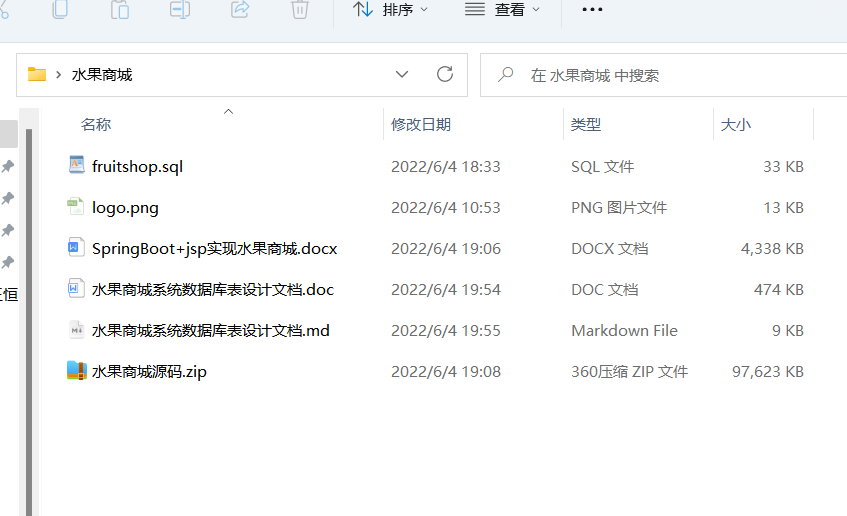 排序 查看
水果商城 在 水果商城 中搜索
名称 修改日期 类型 大小
fruitshop.sql 2022/6/4 18:33 SQL 文件 33 KB
logo.png 2022/6/4 10:53 PNG 图片文件 13 KB
SpringBoot+jsp实现水果商城.docx 2022/6/4 19:06 DOCX 文档 4,338 KB
水果商城系统数据库表设计文档.doc 2022/6/4 19:54 DOC 文档 474 KB
水果商城系统数据库表设计文档.md 2022/6/4 19:55 Markdown File 9 KB
水果商城源码.zip 2022/6/4 19:08 360压缩 ZIP 文件 97,623 KB